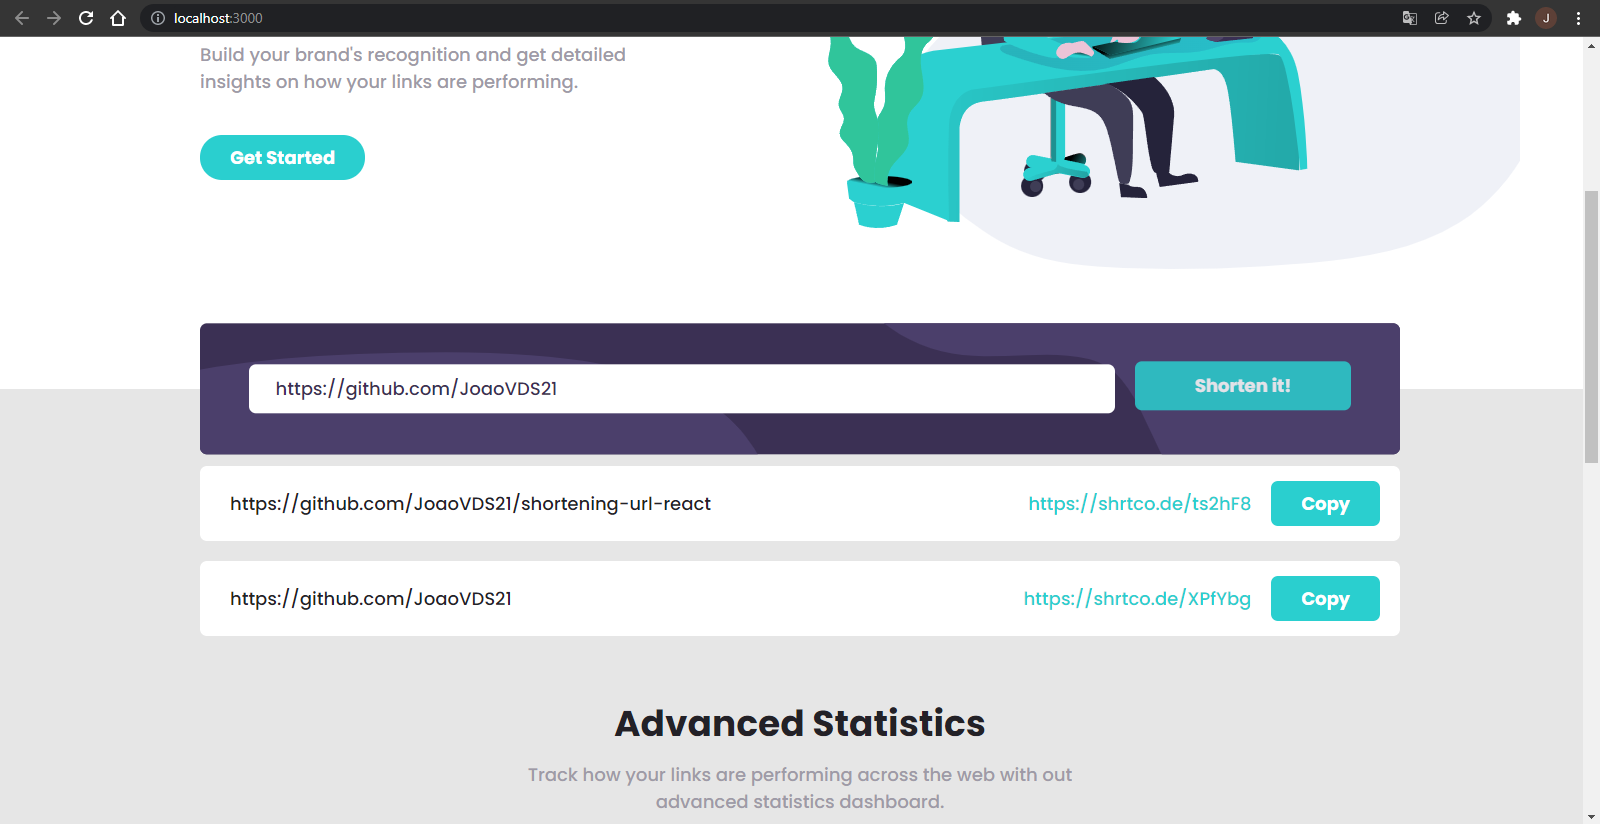 localhost:3000
J
Build your brand's recognition and get detailed
insights on how your links are performing.
Get Started
https://github.com/JoaoVDS21
Shorten it!
https://github.com/JoaoVDS21/shortening-url-react
https://shrtco.de/ts2hF8
Copy
https://github.com/JoaoVDS21
https://shrtco.de/XPfYbg
Copy
Advanced Statistics
Track how your links are performing across the web with out
advanced statistics dashboard.